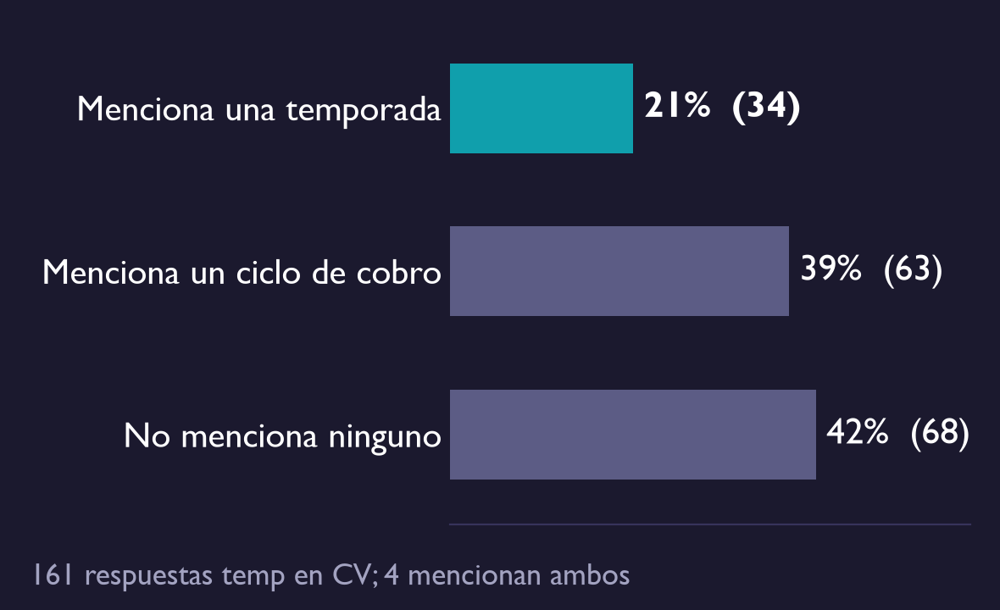 Menciona una temporada 21% (34)
Menciona un ciclo de cobro 39% (63)
No menciona ninguno 42% (68)
161 respuestas temp en CV; 4 mencionan ambos